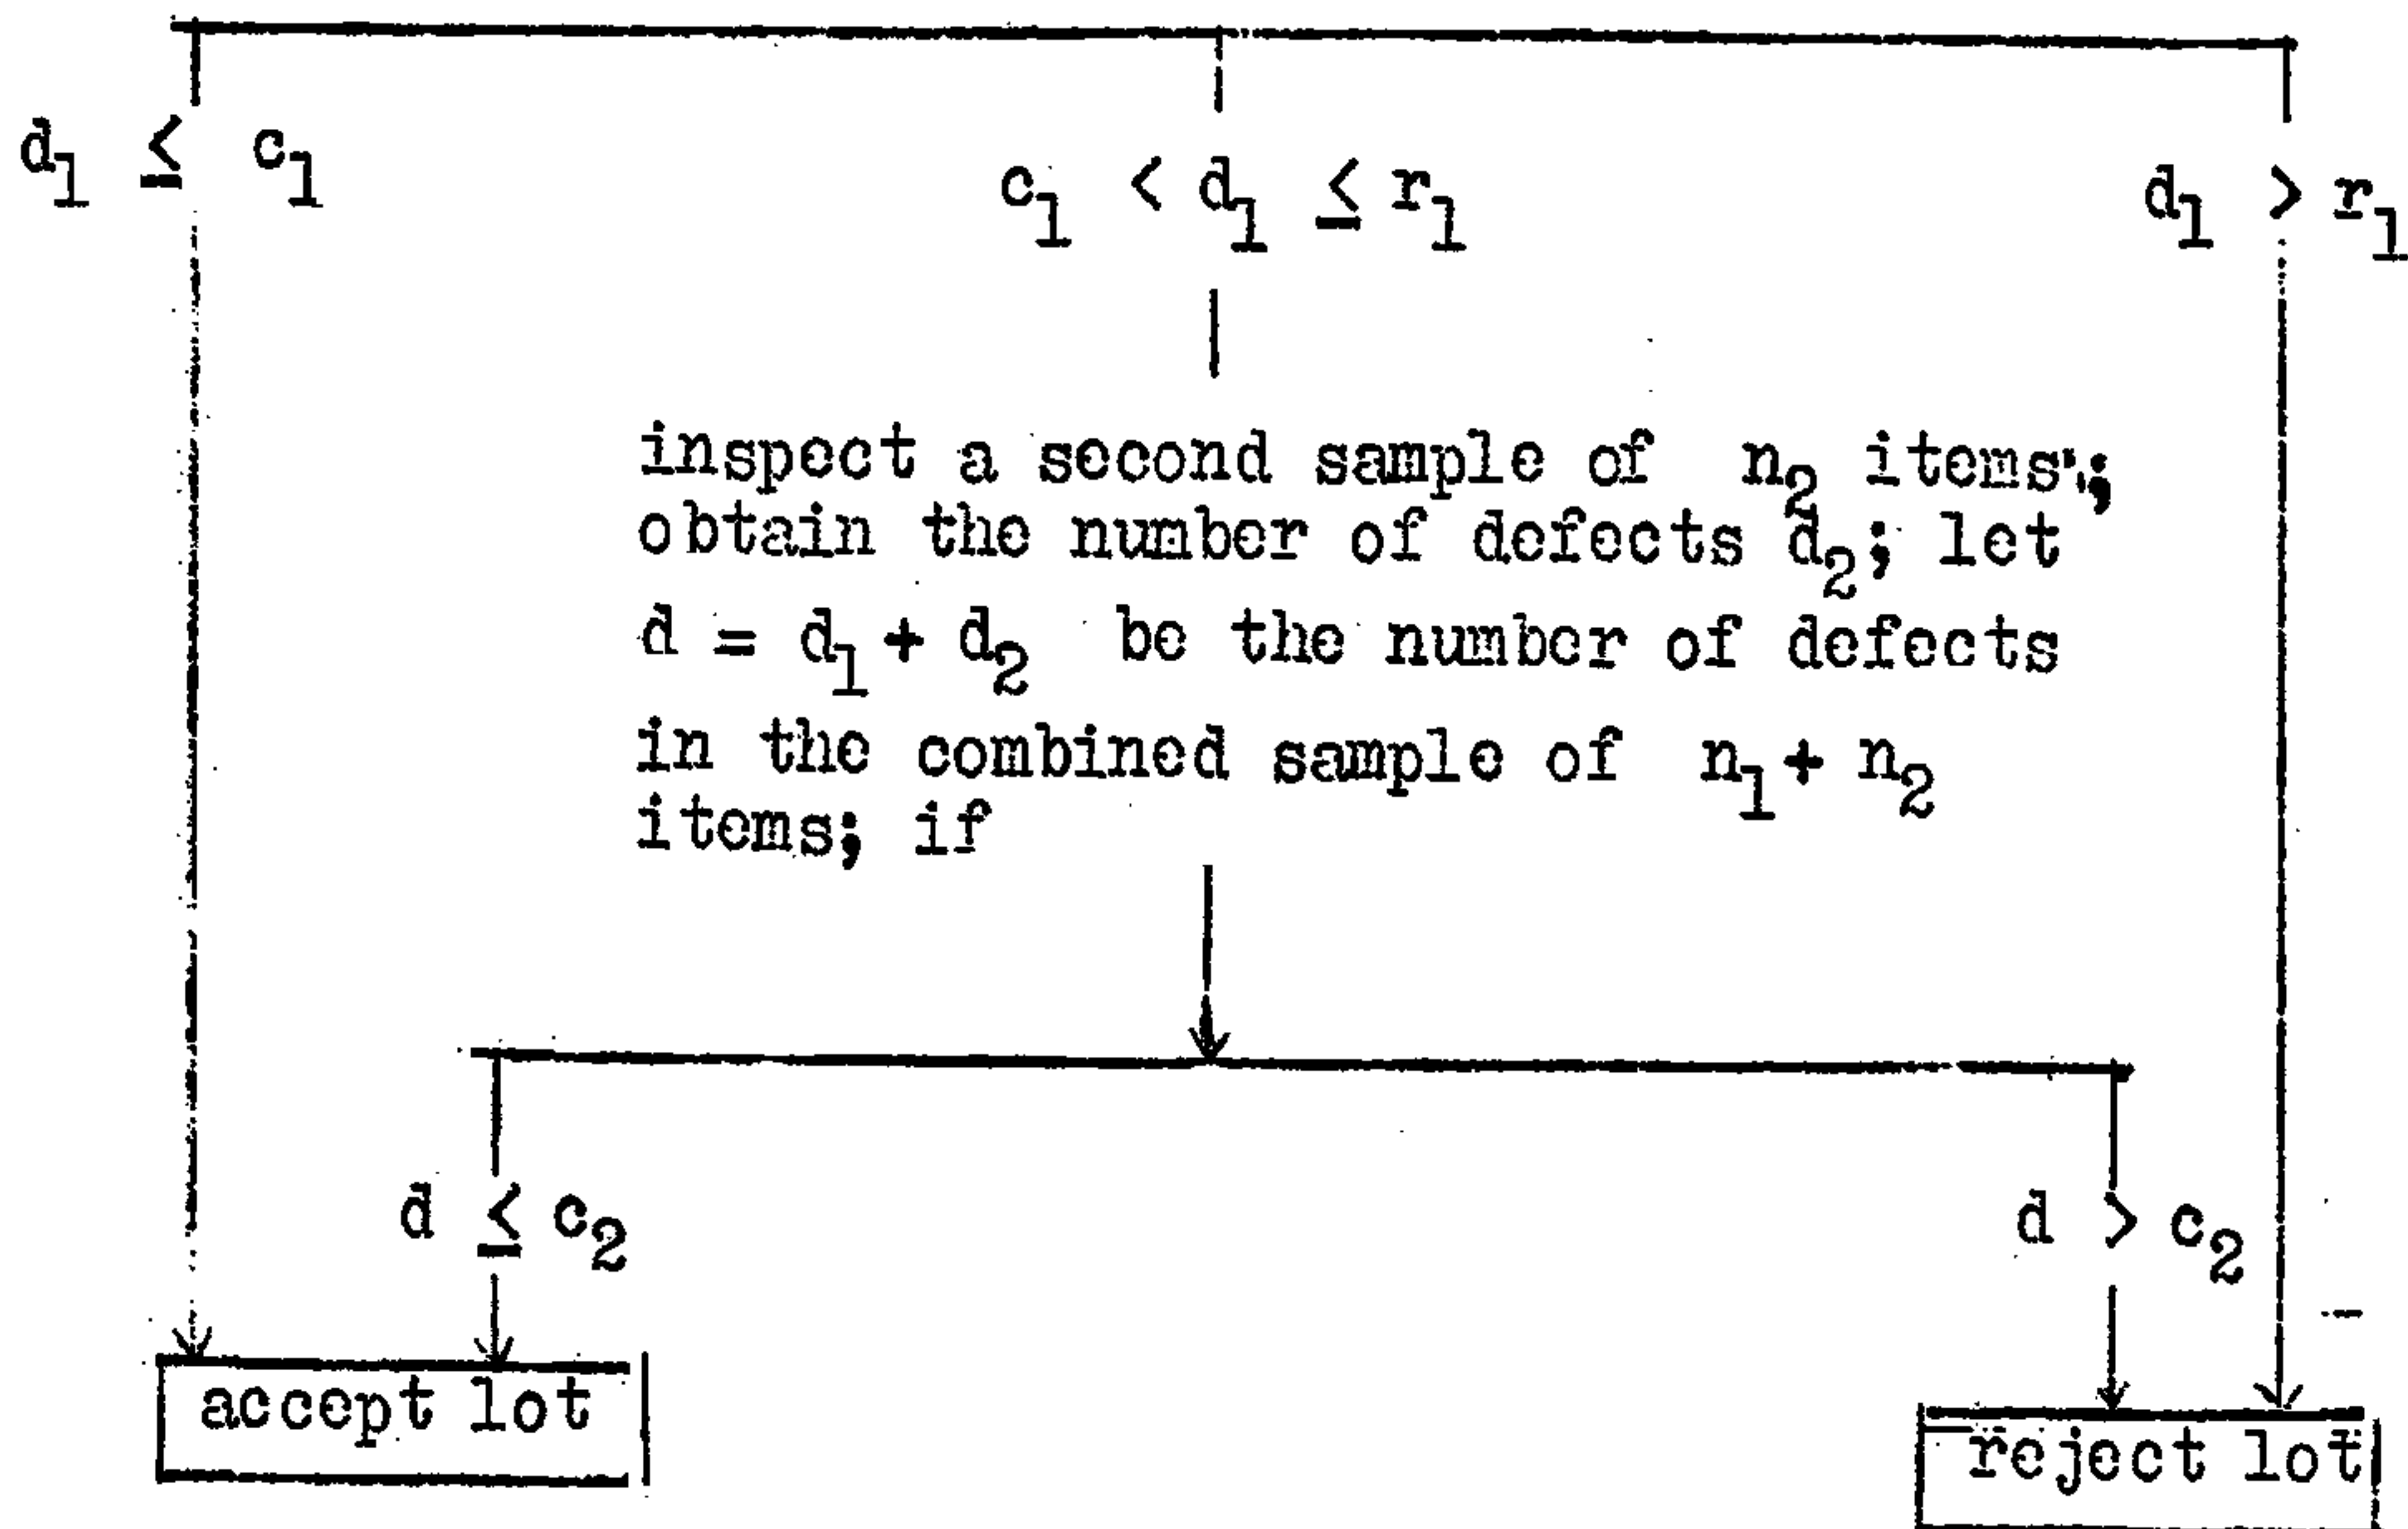 d₁ ≤ c₁
c₁ < d₁ ≤ r₁
d₁ > r₁
inspect a second sample of n₂ items;
obtain the number of defects d₂; let
d = d₁ + d₂ be the number of defects
in the combined sample of n₁ + n₂
items; if
d ≤ c₂
d > c₂
accept lot
reject lot